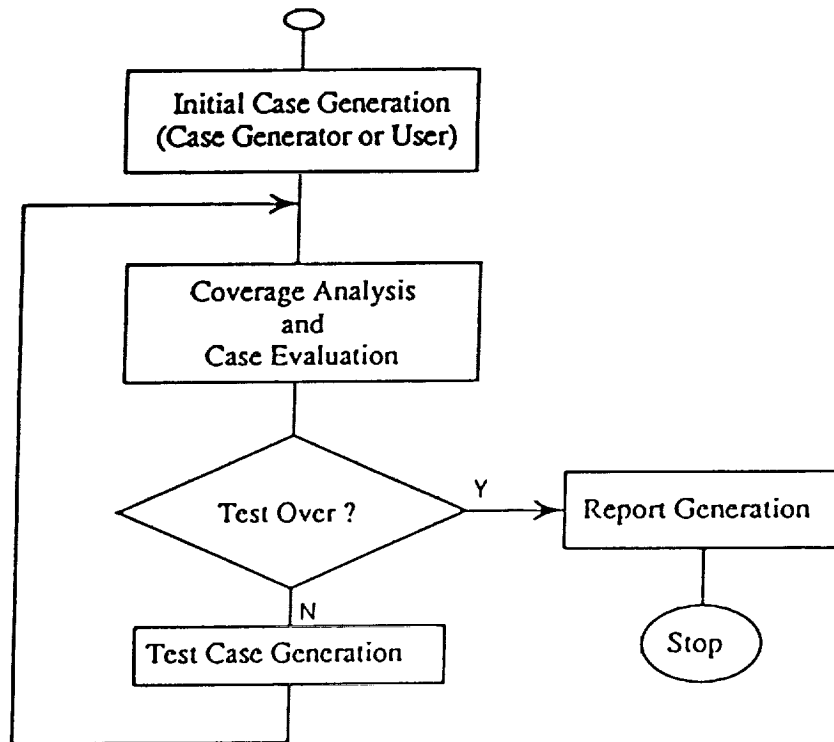 Initial Case Generation
(Case Generator or User)
Coverage Analysis
and
Case Evaluation
Test Over ?
Y
Report Generation
N
Test Case Generation
Stop